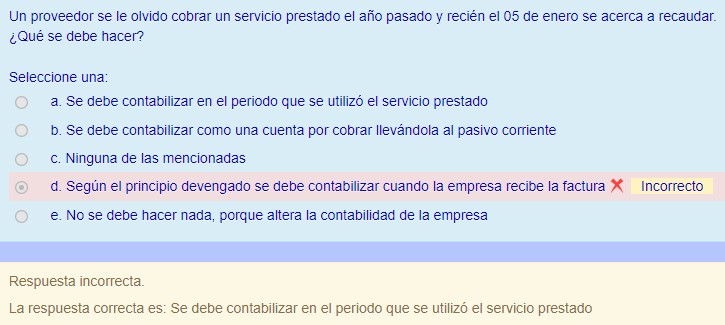 Un proveedor se le olvido cobrar un servicio prestado el año pasado y recién el 05 de enero se acerca a recaudar.
¿Qué se debe hacer?
Seleccione una:
a. Se debe contabilizar en el periodo que se utilizó el servicio prestado
b. Se debe contabilizar como una cuenta por cobrar llevándola al pasivo corriente
c. Ninguna de las mencionadas
d. Según el principio devengado se debe contabilizar cuando la empresa recibe la factura ✗ Incorrecto
e. No se debe hacer nada, porque altera la contabilidad de la empresa
Respuesta incorrecta.
La respuesta correcta es: Se debe contabilizar en el periodo que se utilizó el servicio prestado